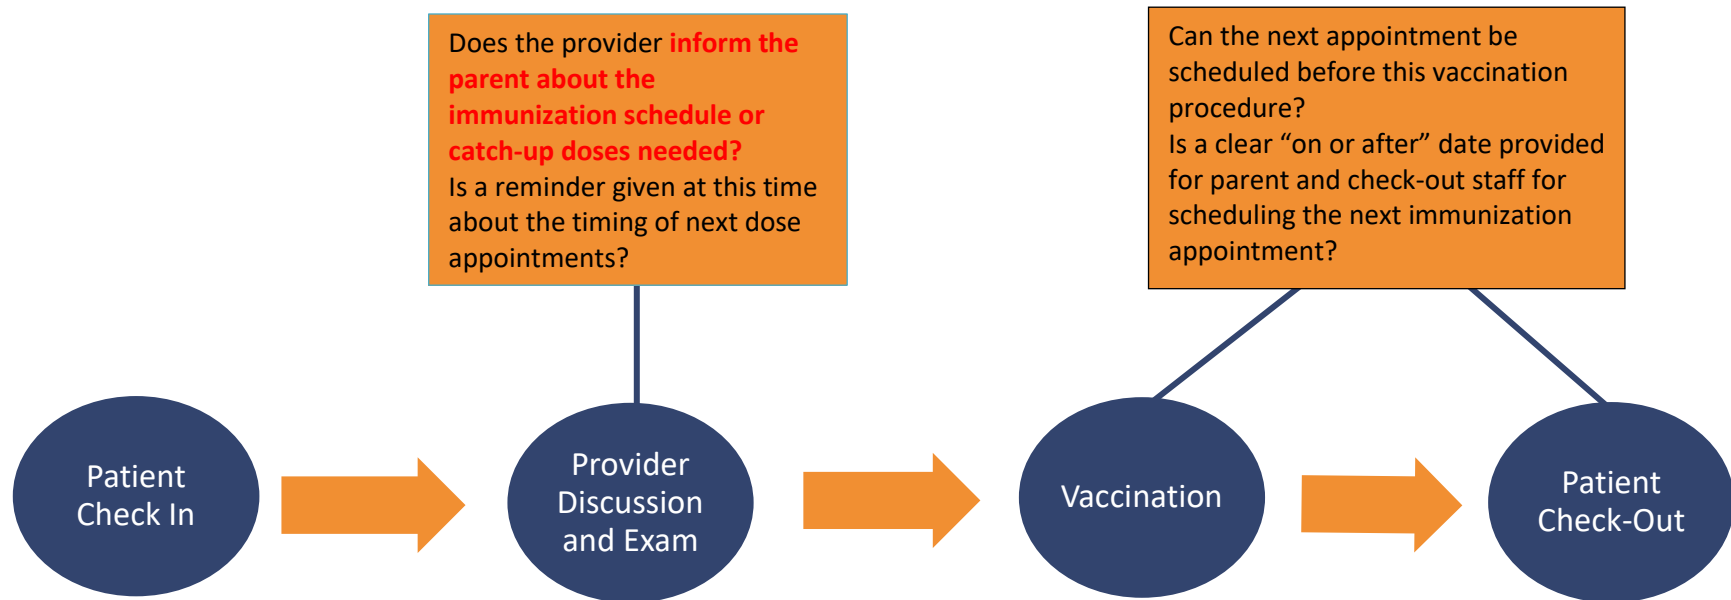 Does the provider inform the
parent about the
immunization schedule or
catch-up doses needed?
Is a reminder given at this time
about the timing of next dose
appointments?
Can the next appointment be
scheduled before this vaccination
procedure?
Is a clear “on or after” date provided
for parent and check-out staff for
scheduling the next immunization
appointment?
Patient
Check In
Provider
Discussion
and Exam
Vaccination
Patient
Check-Out